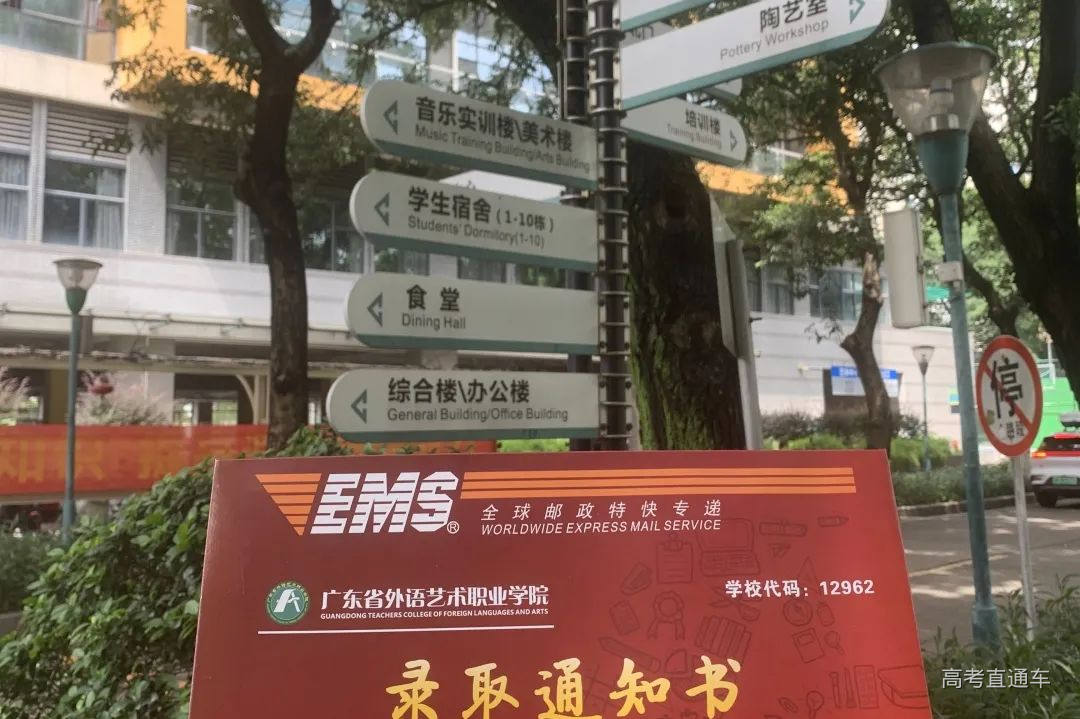 陶艺室
Pottery Workshop
音乐实训楼\美术楼
Music Training Building/Arts Building
培训楼
Training Building
学生宿舍(1-10栋)
Students' Dormitory(1-10)
食堂
Dining Hall
综合楼\办公楼
General Building/Office Building
停
EMS®
全球邮政特快专递
WORLDWIDE EXPRESS MAIL SERVICE
广东省外语艺术职业学院
GUANGDONG TEACHERS COLLEGE OF FOREIGN LANGUAGES AND ARTS
学校代码：12962
录取通知书
高考直通车